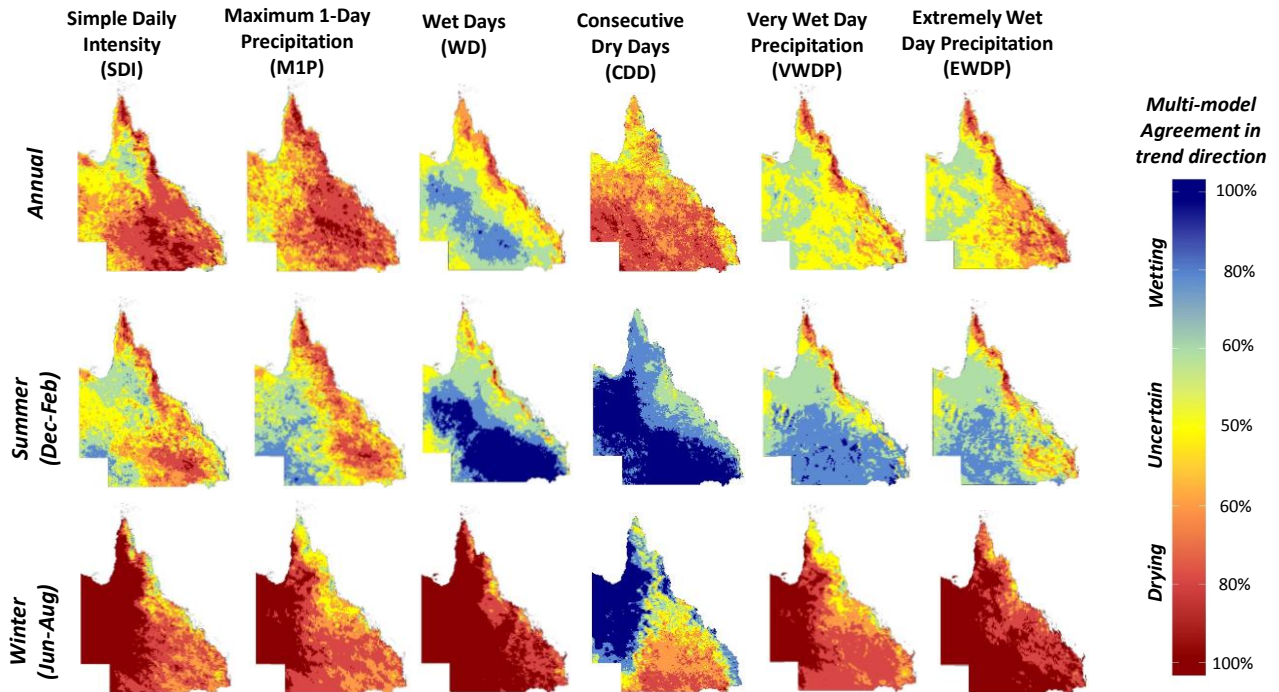 Simple Daily
Intensity
(SDI)
Maximum 1-Day
Precipitation
(M1P)
Wet Days
(WD)
Consecutive
Dry Days
(CDD)
Very Wet Day
Precipitation
(VWDP)
Extremely Wet
Day Precipitation
(EWDP)
Annual
Summer
(Dec-Feb)
Winter
(Jun-Aug)
Multi-model
Agreement in
trend direction
Wetting
Uncertain
Drying
100%
80%
60%
50%
60%
80%
100%